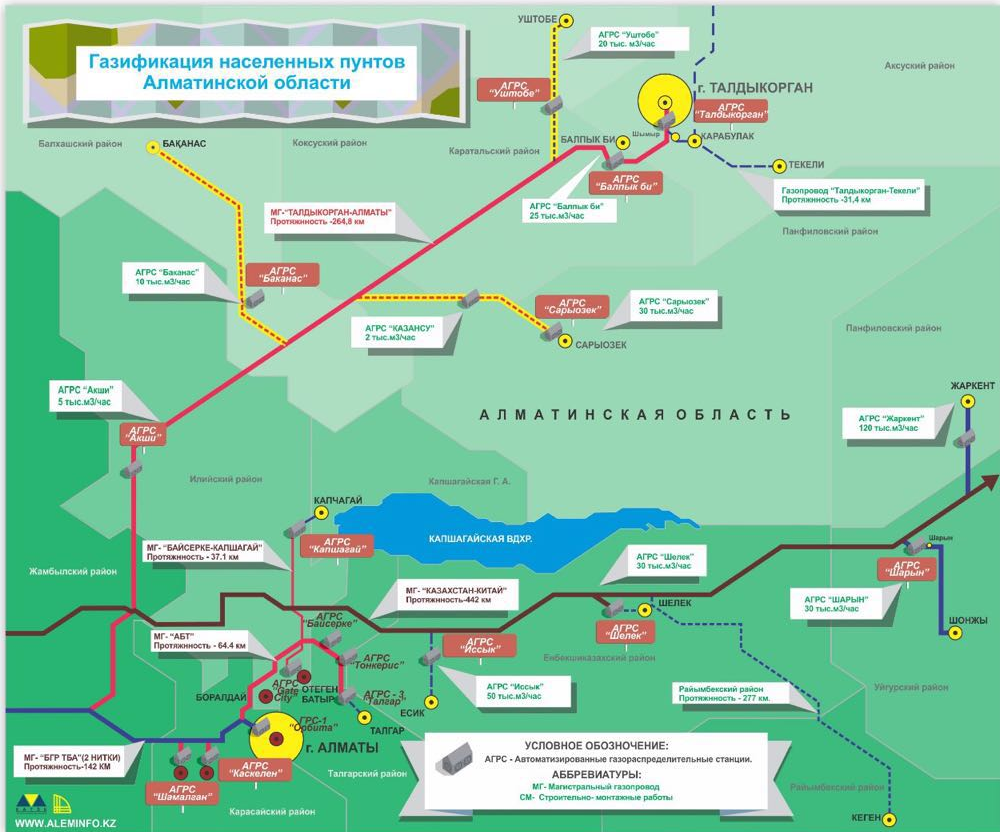 Газификация населенных пунтов
Алматинской области
УШТОБЕ
АГРС "Уштобе"
20 тыс. м3/час
Аксуский район
АГРС
"Уштобе"
г. ТАЛДЫКОРГАН
АГРС
"Талдыкорган"
Балхашский район
БАҚАНАС
Коксуский район
Каратальский район
БАЛПЫК БИ
Шымыр
КАРАБУЛАК
ТЕКЕЛИ
АГРС
"Балпык би"
Газопровод "Талдыкорган-Текели"
Протяжность -31,4 км
АГРС "Балпык би"
25 тыс.м3/час
МГ-"ТАЛДЫКОРГАН-АЛМАТЫ"
Протяжность -264,8 км
Панфиловский район
АГРС "Баканас"
10 тыс.м3/час
АГРС
"Баканас"
АГРС
"Сарыозек"
АГРС "Сарыозек"
30 тыс.м3/час
АГРС "КАЗАНСУ"
2 тыс.м3/час
САРЫОЗЕК
Панфиловский район
АГРС "Акши"
5 тыс.м3/час
ЖАРКЕНТ
АЛМАТИНСКАЯ ОБЛАСТЬ
АГРС "Жаркент"
120 тыс.м3/час
АГРС
"Акши"
Илийский район
Капшагайская Г. А.
КАПЧАГАЙ
АГРС
"Капшагай"
КАПШАГАЙСКАЯ ВДХР.
Шарын
МГ- "БАЙСЕРКЕ-КАПШАГАЙ"
Протяжность - 37.1 км
АГРС "Шелек"
30 тыс.м3/час
АГРС
"Шарын"
Жамбылский район
МГ- "КАЗАХСТАН-КИТАЙ"
Протяжность-442 км
АГРС "ШАРЫН"
30 тыс.м3/час
ШЕЛЕК
АГРС
"Байсерке"
АГРС
"Шелек"
ШОНЖЫ
МГ- "АБТ"
Протяжность - 64.4 км
АГРС
"Иссык"
АГРС
"Тонкерис"
Енбекшиказахский район
АГРС
"Gate
City"
ОТЕГЕН
БАТЫР
АГРС - 3
"Талгар"
АГРС "Иссык"
50 тыс.м3/час
Райымбекский район
Протяжность - 277 км.
Уйгурский район
БОРАЛДАЙ
ЕСИК
ГРС-1
"Орбита"
ТАЛГАР
г. АЛМАТЫ
МГ- "БГР ТБА"(2 НИТКИ)
Протяжность-142 КМ
АГРС
"Каскелен"
Талгарский район
АГРС
"Шамалган"
Карасайский район
УСЛОВНОЕ ОБОЗНАЧЕНИЕ:
АГРС - Автоматизированные газораспределительные станции.
АББРЕВИАТУРЫ:
МГ- Магистральный газопровод
СМ- Строительно- монтажные работы
Райымбекский район
КЕГЕН
WWW.ALEMINFO.KZ